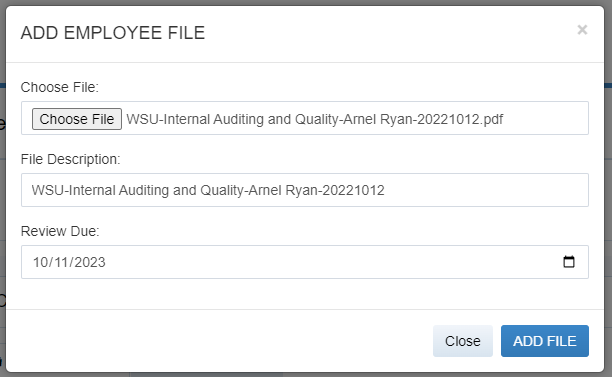 ADD EMPLOYEE FILE ×
Choose File:
Choose File WSU-Internal Auditing and Quality-Arnel Ryan-20221012.pdf
File Description:
WSU-Internal Auditing and Quality-Arnel Ryan-20221012
Review Due:
10/11/2023
Close ADD FILE